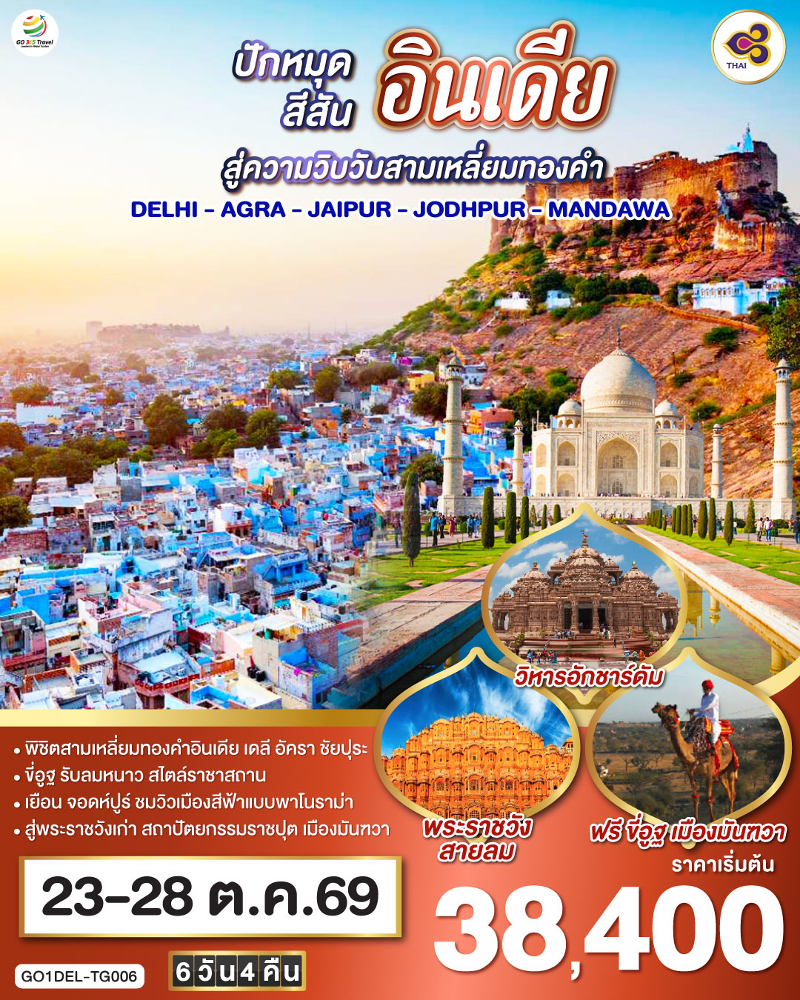 GO 365 Travel
Leaders in Global Tourism
THAI
ปักหมุด
สีสัน
อินเดีย
สู่ความวิบวับสามเหลี่ยมทองคำ
DELHI - AGRA - JAIPUR - JODHPUR - MANDAWA
วิหารอักชาร์ดัม
พระราชวัง
สายลม
ฟรี ขี่อูฐ เมืองมันฑวา
• พิชิตสามเหลี่ยมทองคำอินเดีย เดลี อัครา ชัยปุระ
• ขี่อูฐ รับลมหนาว สไตล์ราชาสถาน
• เยือน จอดห์ปูร์ ชมวิวเมืองสีฟ้าแบบพาโนราม่า
• สู่พระราชวังเก่า สถาปัตยกรรมราชปุต เมืองมันฑวา
23-28 ต.ค.69
ราคาเริ่มต้น
38,400
GO1DEL-TG006
6วัน4คืน